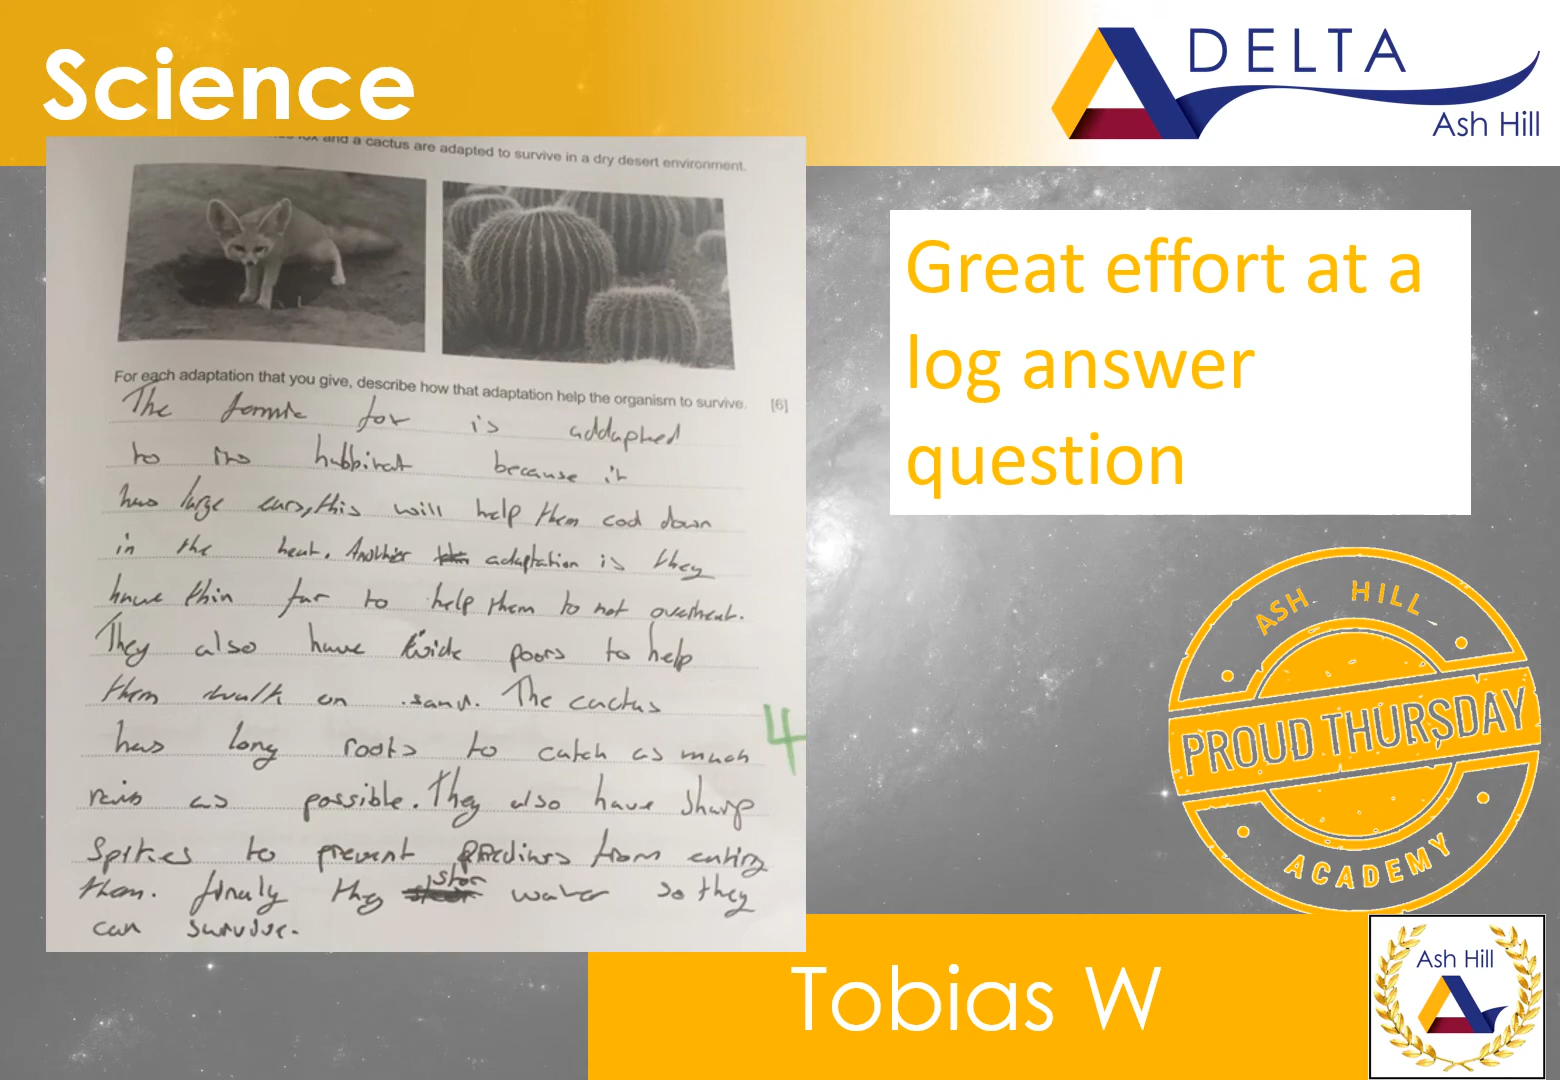 Science
DELTA
Ash Hill
fox and a cactus are adapted to survive in a dry desert environment.
For each adaptation that you give, describe how that adaptation help the organism to survive. [6]
The fennic for is addaphed
to its habbitat because it
has large ears, this will help them cool down
in the heat. Another adaptation is they
have thin fur to help them to not overheat.
They also have wide poors to help
them walk on sand. The cactus
has long roots to catch as much
rain as possible. They also have sharp
Spikes to prevent from eating
them. finaly they stor water so they
can survive.
4
Great effort at a
log answer
question
ASH HILL
PROUD THURSDAY
ACADEMY
Tobias W
Ash Hill